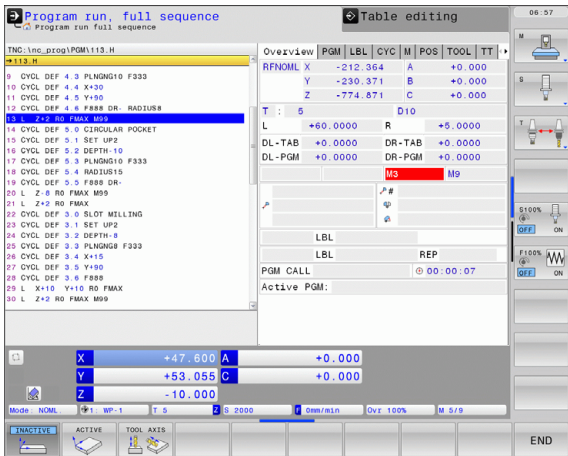 Program run, full sequence
Program run full sequence
Table editing
06:57
TNC:\nc_prog\PGM\113.H
→113.H
9 CYCL DEF 4.3 PLNGNG10 F333
10 CYCL DEF 4.4 X+30
11 CYCL DEF 4.5 Y+90
12 CYCL DEF 4.6 F888 DR- RADIUS8
13 L Z+2 R0 FMAX M99
14 CYCL DEF 5.0 CIRCULAR POCKET
15 CYCL DEF 5.1 SET UP2
16 CYCL DEF 5.2 DEPTH-10
17 CYCL DEF 5.3 PLNGNG10 F333
18 CYCL DEF 5.4 RADIUS15
19 CYCL DEF 5.5 F888 DR-
20 L Z-8 R0 FMAX M99
21 L Z+2 R0 FMAX
22 CYCL DEF 3.0 SLOT MILLING
23 CYCL DEF 3.1 SET UP2
24 CYCL DEF 3.2 DEPTH-8
25 CYCL DEF 3.3 PLNGNG8 F333
26 CYCL DEF 3.4 X+15
27 CYCL DEF 3.5 Y+90
28 CYCL DEF 3.6 F888
29 L X+10 Y+10 R0 FMAX
30 L Z+2 R0 FMAX M99
Overview PGM LBL CYC M POS TOOL TT
RFNOML X -212.364 A +0.000
Y -230.371 B +0.000
Z -774.871 C +0.000
T : 5 D10
L +60.0000 R +5.0000
DL-TAB +0.0000 DR-TAB +0.0000
DL-PGM +0.0000 DR-PGM +0.0000
M3 M9
#
LBL
LBL REP
PGM CALL 00:00:07
Active PGM:
X +47.600 A +0.000
Y +53.055 C +0.000
Z -10.000
Mode: NOML. 1: WP-1 T 5 Z S 2000 F 0mm/min Ovr 100% M 5/9
INACTIVE ACTIVE TOOL AXIS END
M
S
T
S100%
OFF ON
F100%
OFF ON